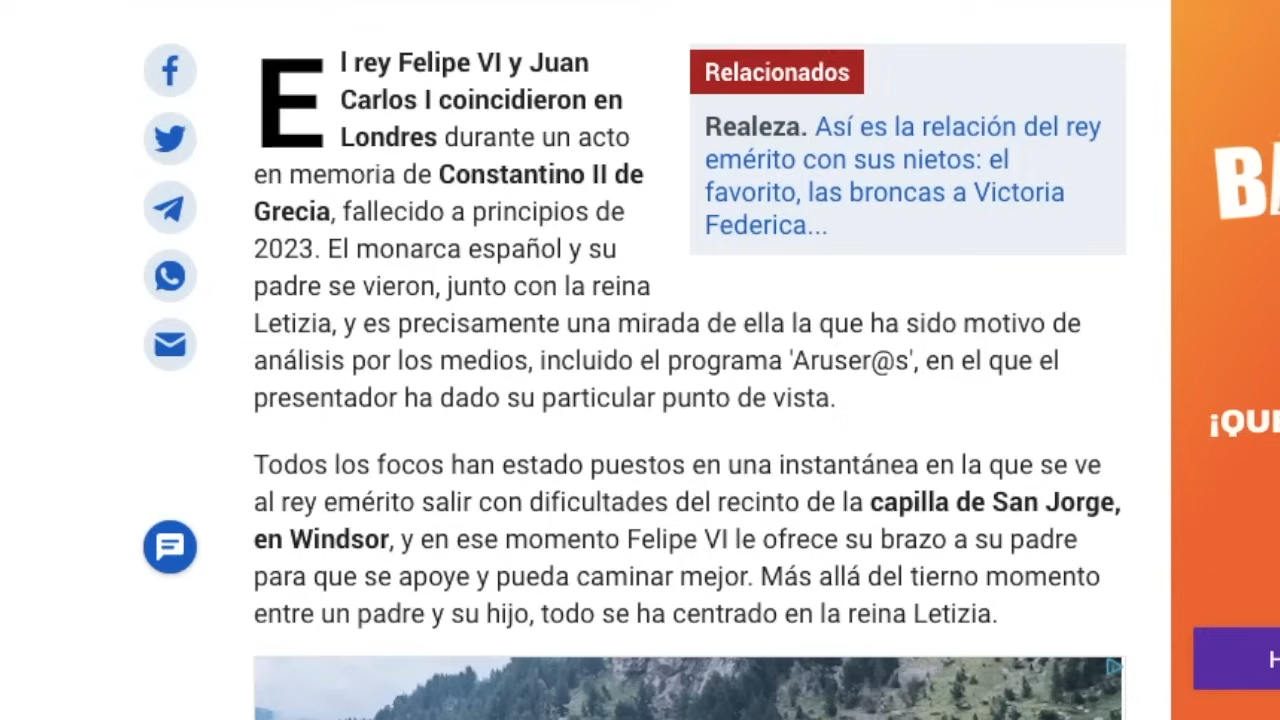 El rey Felipe VI y Juan
Carlos I coincidieron en
Londres durante un acto
en memoria de Constantino II de
Grecia, fallecido a principios de
2023. El monarca español y su
padre se vieron, junto con la reina
Letizia, y es precisamente una mirada de ella la que ha sido motivo de
análisis por los medios, incluido el programa 'Aruser@s', en el que el
presentador ha dado su particular punto de vista.
Relacionados
Realeza. Así es la relación del rey
emérito con sus nietos: el
favorito, las broncas a Victoria
Federica...
Todos los focos han estado puestos en una instantánea en la que se ve
al rey emérito salir con dificultades del recinto de la capilla de San Jorge,
en Windsor, y en ese momento Felipe VI le ofrece su brazo a su padre
para que se apoye y pueda caminar mejor. Más allá del tierno momento
entre un padre y su hijo, todo se ha centrado en la reina Letizia.